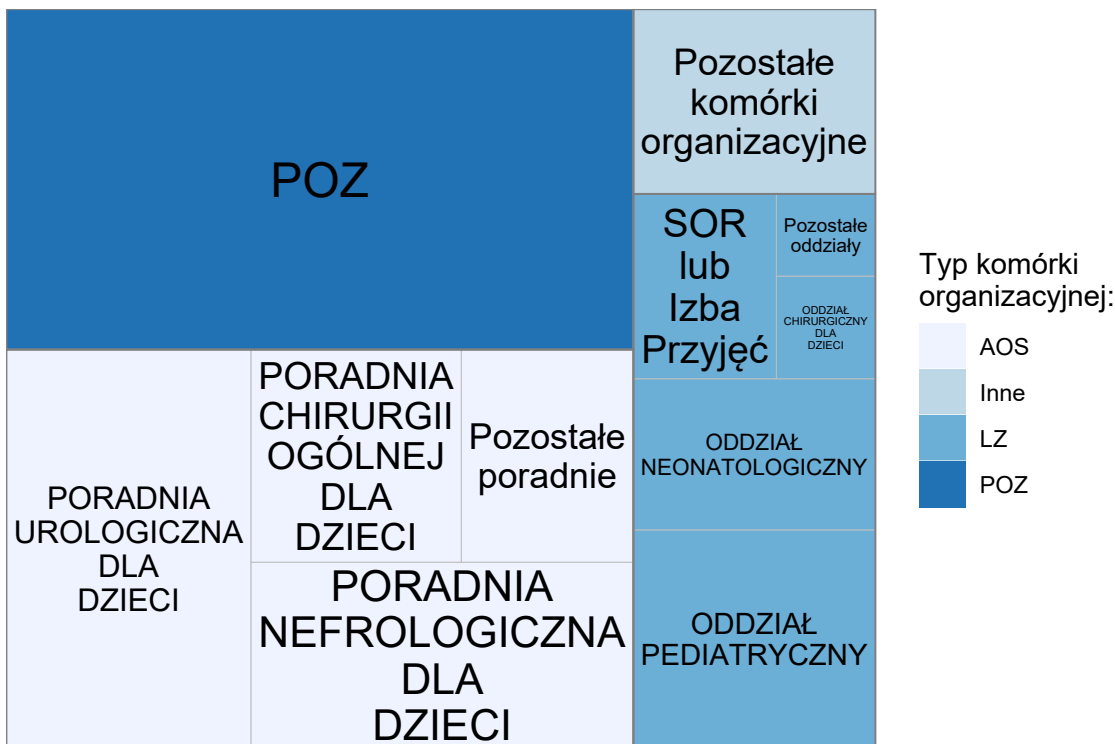 POZ
Pozostałe
komórki
organizacyjne
SOR
lub
Izba
Przyjęć
Pozostałe
oddziały
ODDZIAŁ
CHIRURGICZNY
DLA
DZIECI
PORADNIA
UROLOGICZNA
DLA
DZIECI
PORADNIA
CHIRURGII
OGÓLNEJ
DLA
DZIECI
Pozostałe
poradnie
PORADNIA
NEFROLOGICZNA
DLA
DZIECI
ODDZIAŁ
NEONATOLOGICZNY
ODDZIAŁ
PEDIATRYCZNY
Typ komórki
organizacyjnej:
AOS
Inne
LZ
POZ